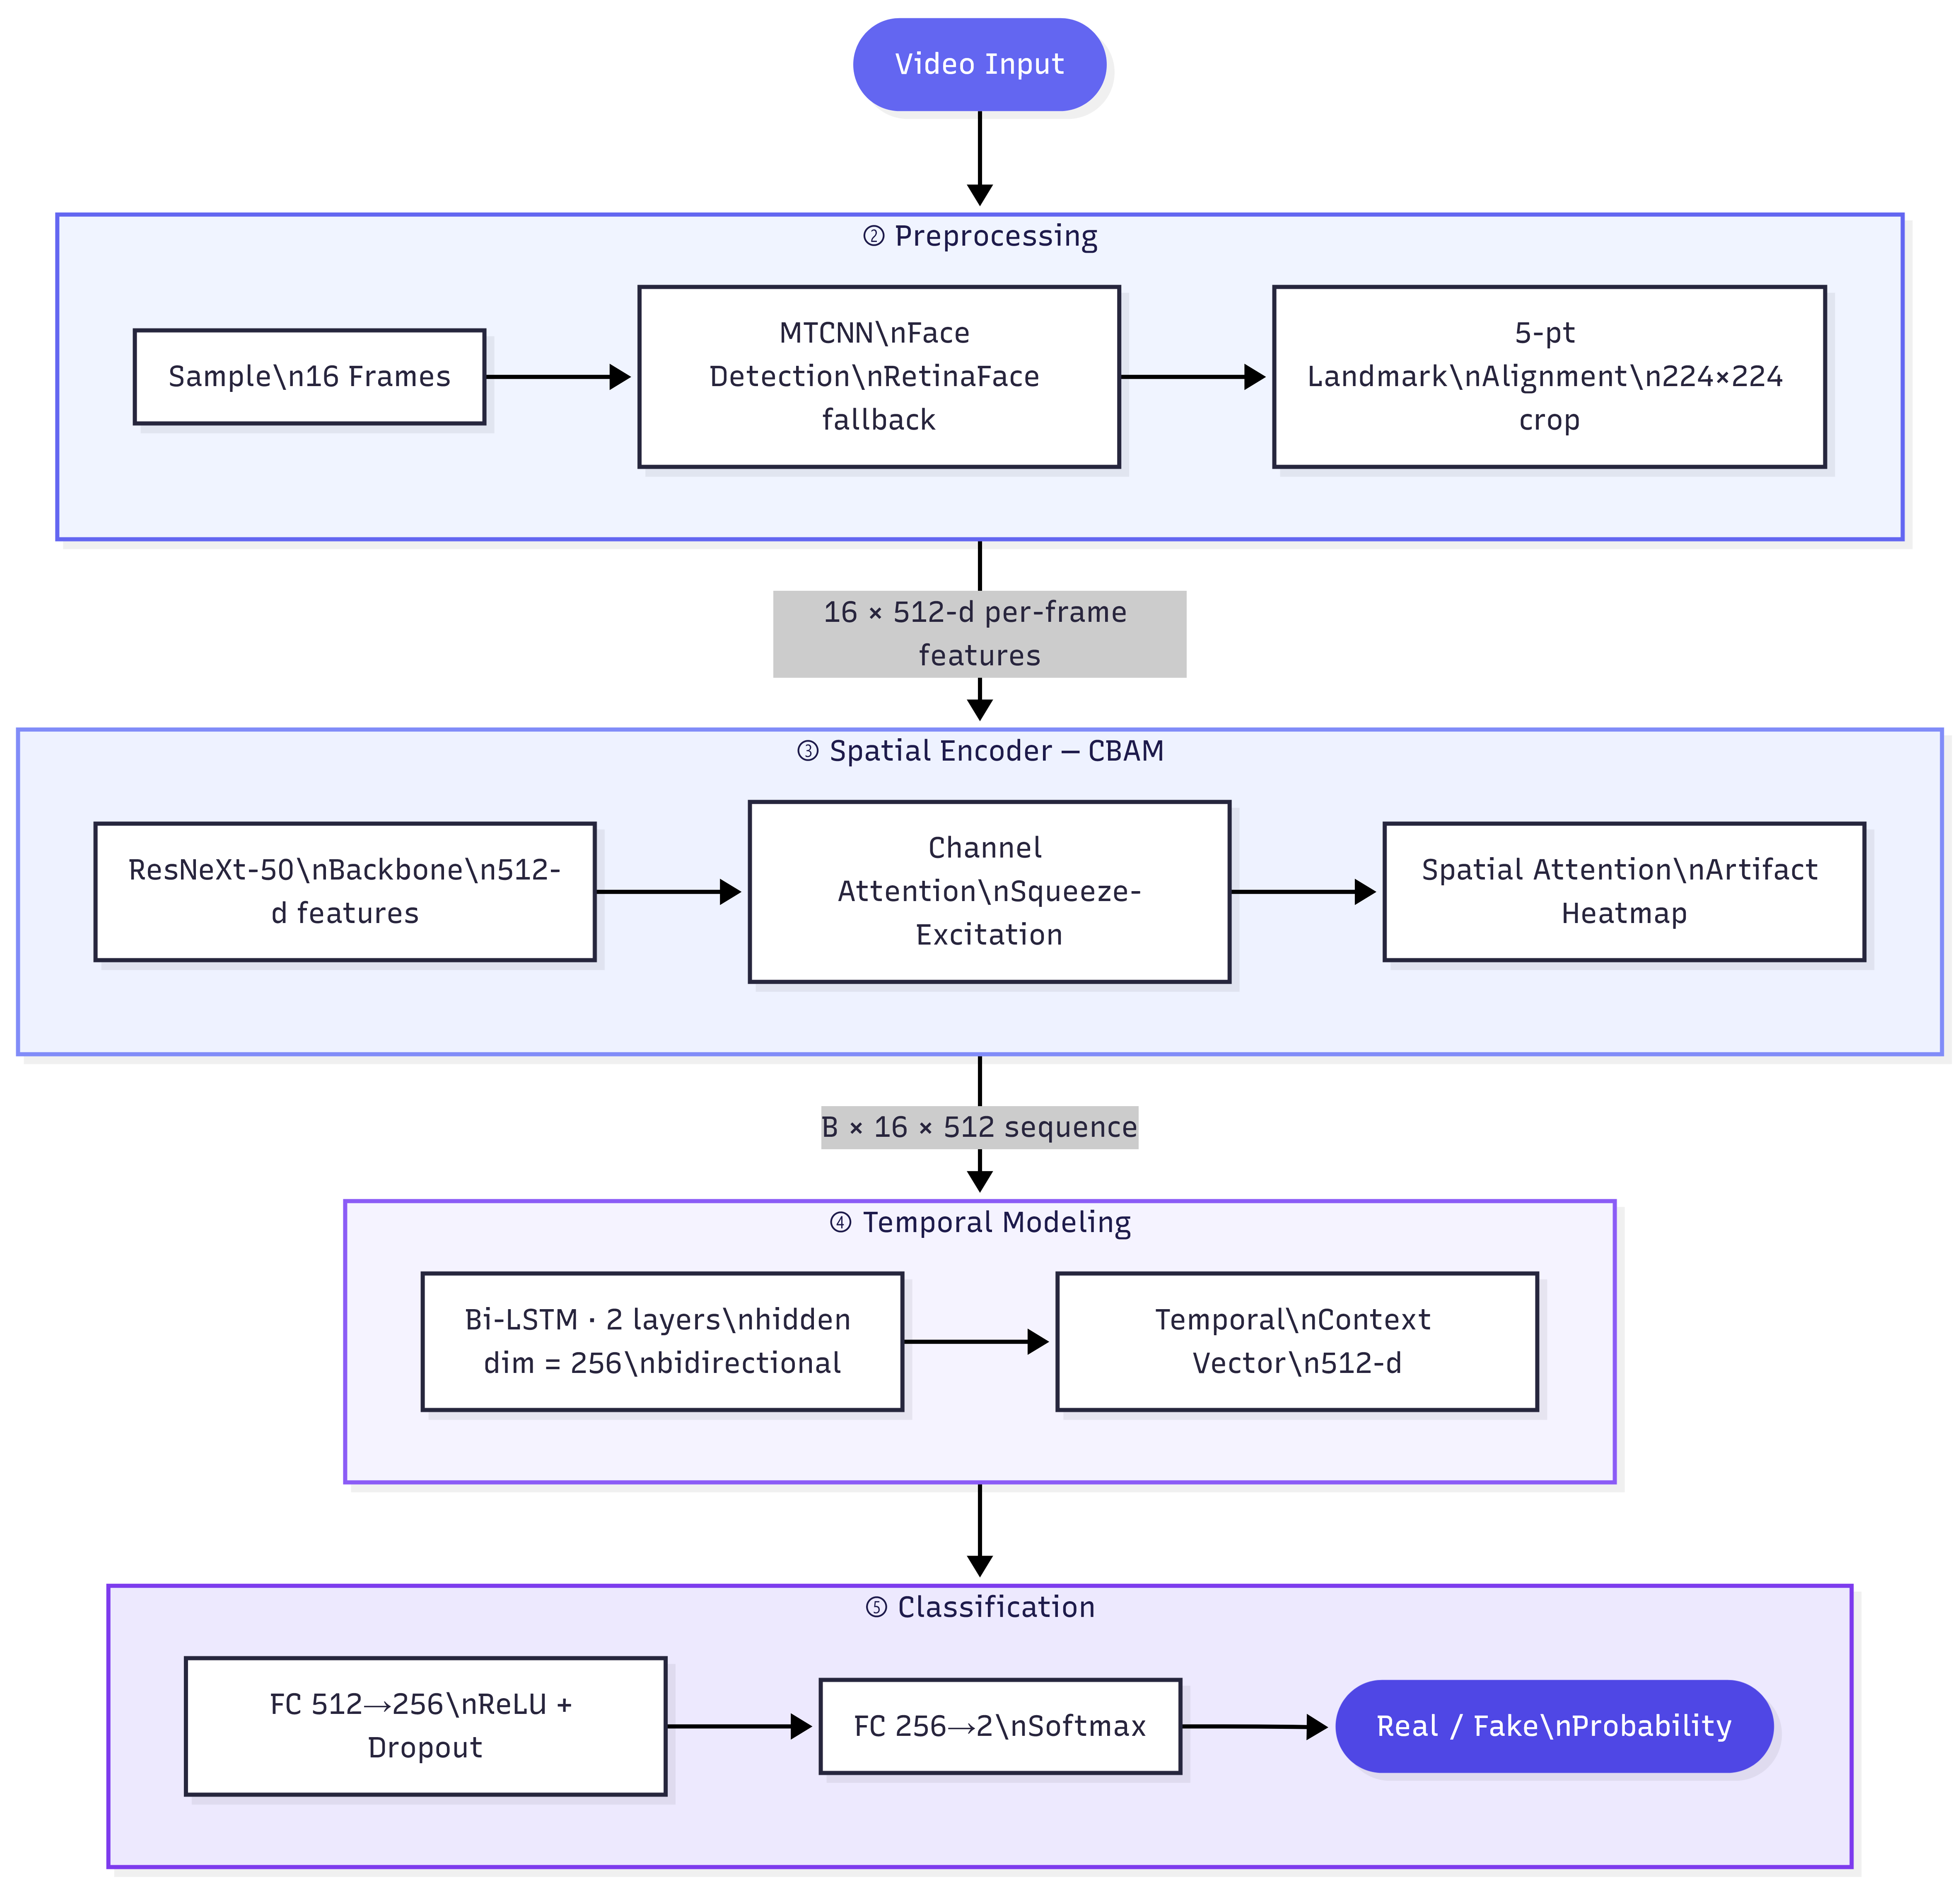 Video Input
② Preprocessing
Sample\n16 Frames
MTCNN\nFace
Detection\nRetinaFace
fallback
5-pt
Landmark\nAlignment\n224×224
crop
16 × 512-d per-frame
features
③ Spatial Encoder — CBAM
ResNeXt-50\nBackbone\n512-
d features
Channel
Attention\nSqueeze-
Excitation
Spatial Attention\nArtifact
Heatmap
B × 16 × 512 sequence
④ Temporal Modeling
Bi-LSTM · 2 layers\nhidden
dim = 256\nbidirectional
Temporal\nContext
Vector\n512-d
⑤ Classification
FC 512→256\nReLU +
Dropout
FC 256→2\nSoftmax
Real / Fake\nProbability